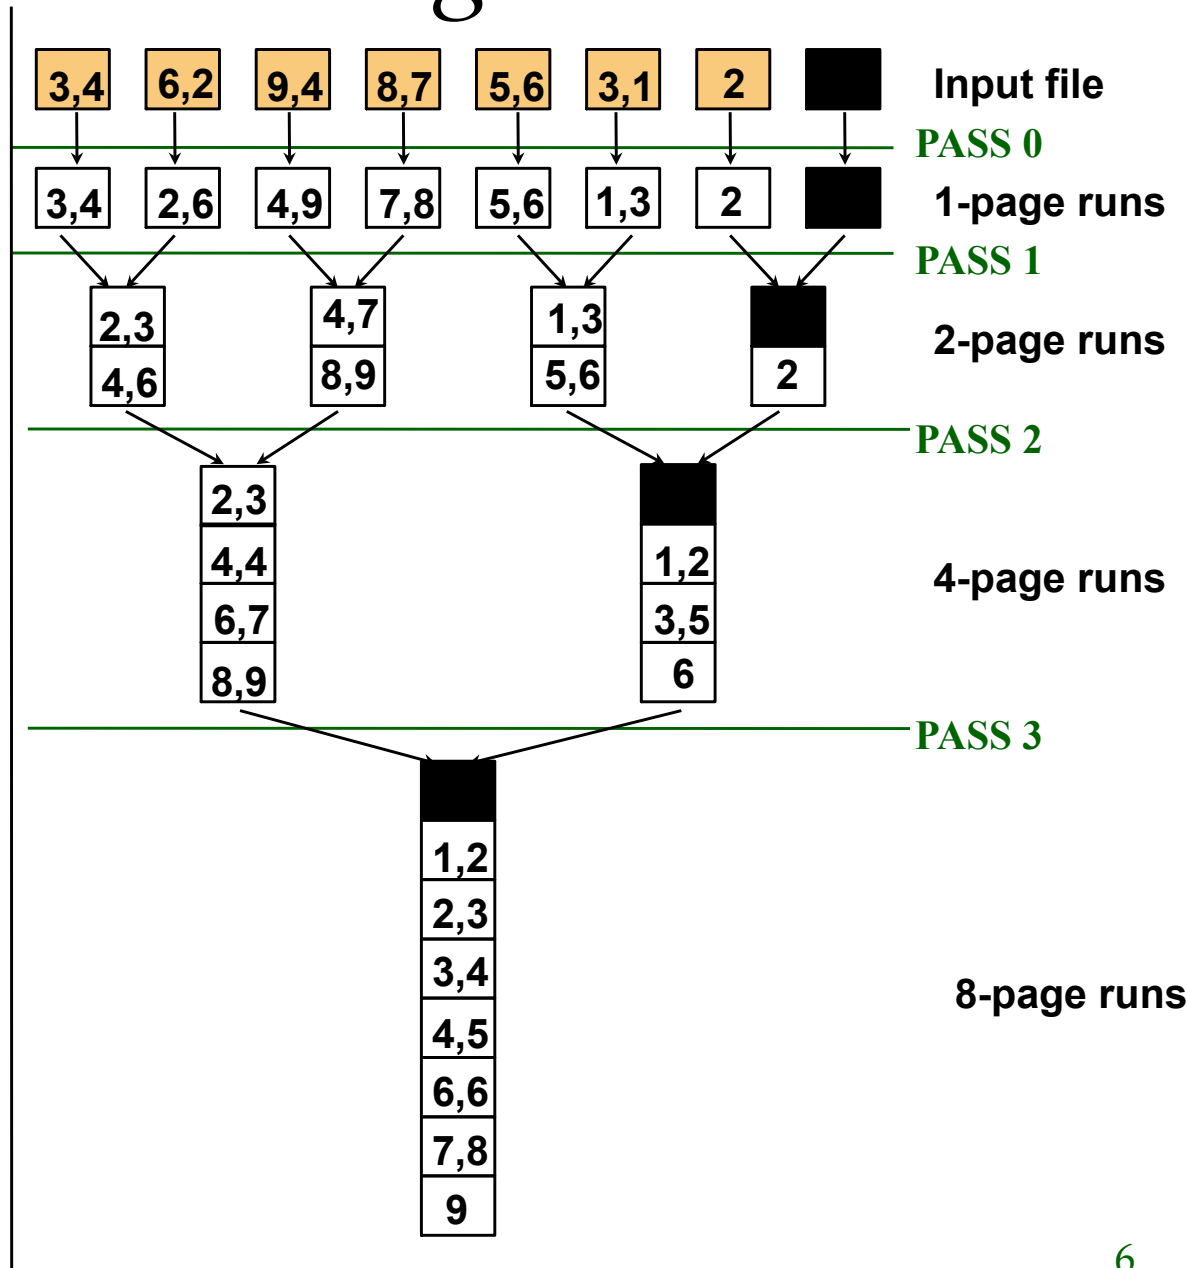 g
3,4 6,2 9,4 8,7 5,6 3,1 2 Input file
PASS 0
3,4 2,6 4,9 7,8 5,6 1,3 2 1-page runs
PASS 1
2,3 4,7 1,3
2-page runs
4,6 8,9 5,6 2
PASS 2
2,3
4,4 1,2
4-page runs
6,7 3,5
8,9 6
PASS 3
1,2
2,3
3,4
8-page runs
4,5
6,6
7,8
9
6